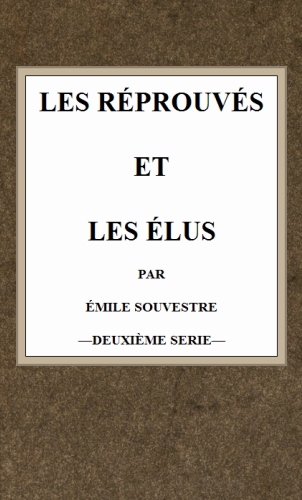 LES RÉPROUVÉS
ET
LES ÉLUS
PAR
ÉMILE SOUVESTRE
—DEUXIÈME SERIE—